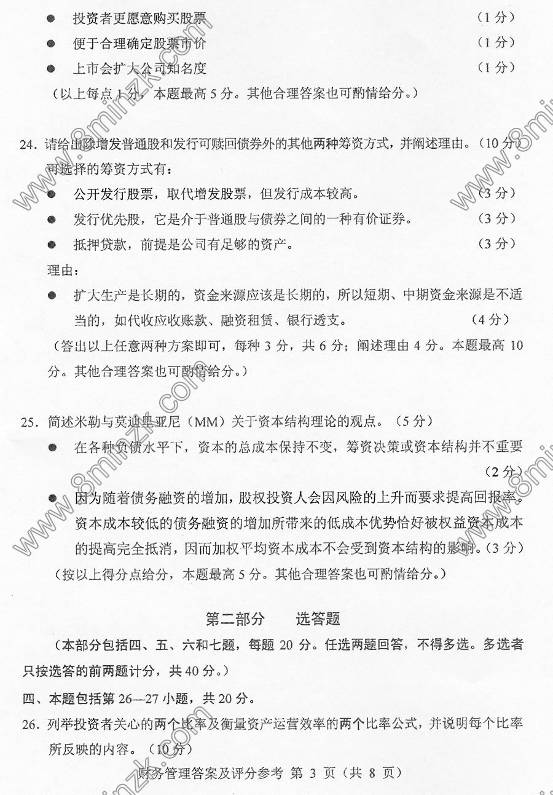 ● 投资者更愿意购买股票 (1 分)
● 便于合理确定股票市价 (1 分)
● 上市会扩大公司知名度 (1 分)
(以上每点 1 分，本题最高 5 分。其他合理答案也可酌情给分。)
24. 请给出除增发普通股和发行可赎回债券外的其他两种筹资方式，并阐述理由。(10 分)
可选择的筹资方式有：
● 公开发行股票，取代增发股票，但发行成本较高。 (3 分)
● 发行优先股，它是介于普通股与债券之间的一种有价证券。 (3 分)
● 抵押贷款，前提是公司有足够的资产。 (3 分)
理由：
● 扩大生产是长期的，资金来源应该是长期的，所以短期、中期资金来源是不适
当的，如代收应收账款、融资租赁、银行透支。 (4 分)
(答出以上任意两种方案即可，每种 3 分，共 6 分；阐述理由 4 分。本题最高 10
分。其他合理答案也可酌情给分。)
25. 简述米勒与莫迪里亚尼（MM）关于资本结构理论的观点。(5 分)
● 在各种负债水平下，资本的总成本保持不变，筹资决策或资本结构并不重要
(2 分)
● 因为随着债务融资的增加，股权投资人会因风险的上升而要求提高回报率。
资本成本较低的债务融资的增加所带来的低成本优势恰好被权益资本成本
的提高完全抵消，因而加权平均资本成本不会受到资本结构的影响。(3 分)
(按以上得分点给分，本题最高 5 分。其他合理答案也可酌情给分。)
第二部分 选答题
(本部分包括四、五、六和七题，每题 20 分。任选两题回答，不得多选。多选者
只按选答的前两题计分，共 40 分。)
四、本题包括第 26—27 小题，共 20 分。
26. 列举投资者关心的两个比率及衡量资产运营效率的两个比率公式，并说明每个比率
所反映的内容。(10 分)
财务管理答案及评分参考 第 3 页（共 8 页）
www.8minzk.com
www.8minzk.com
www.8minzk.com
www.8minzk.com